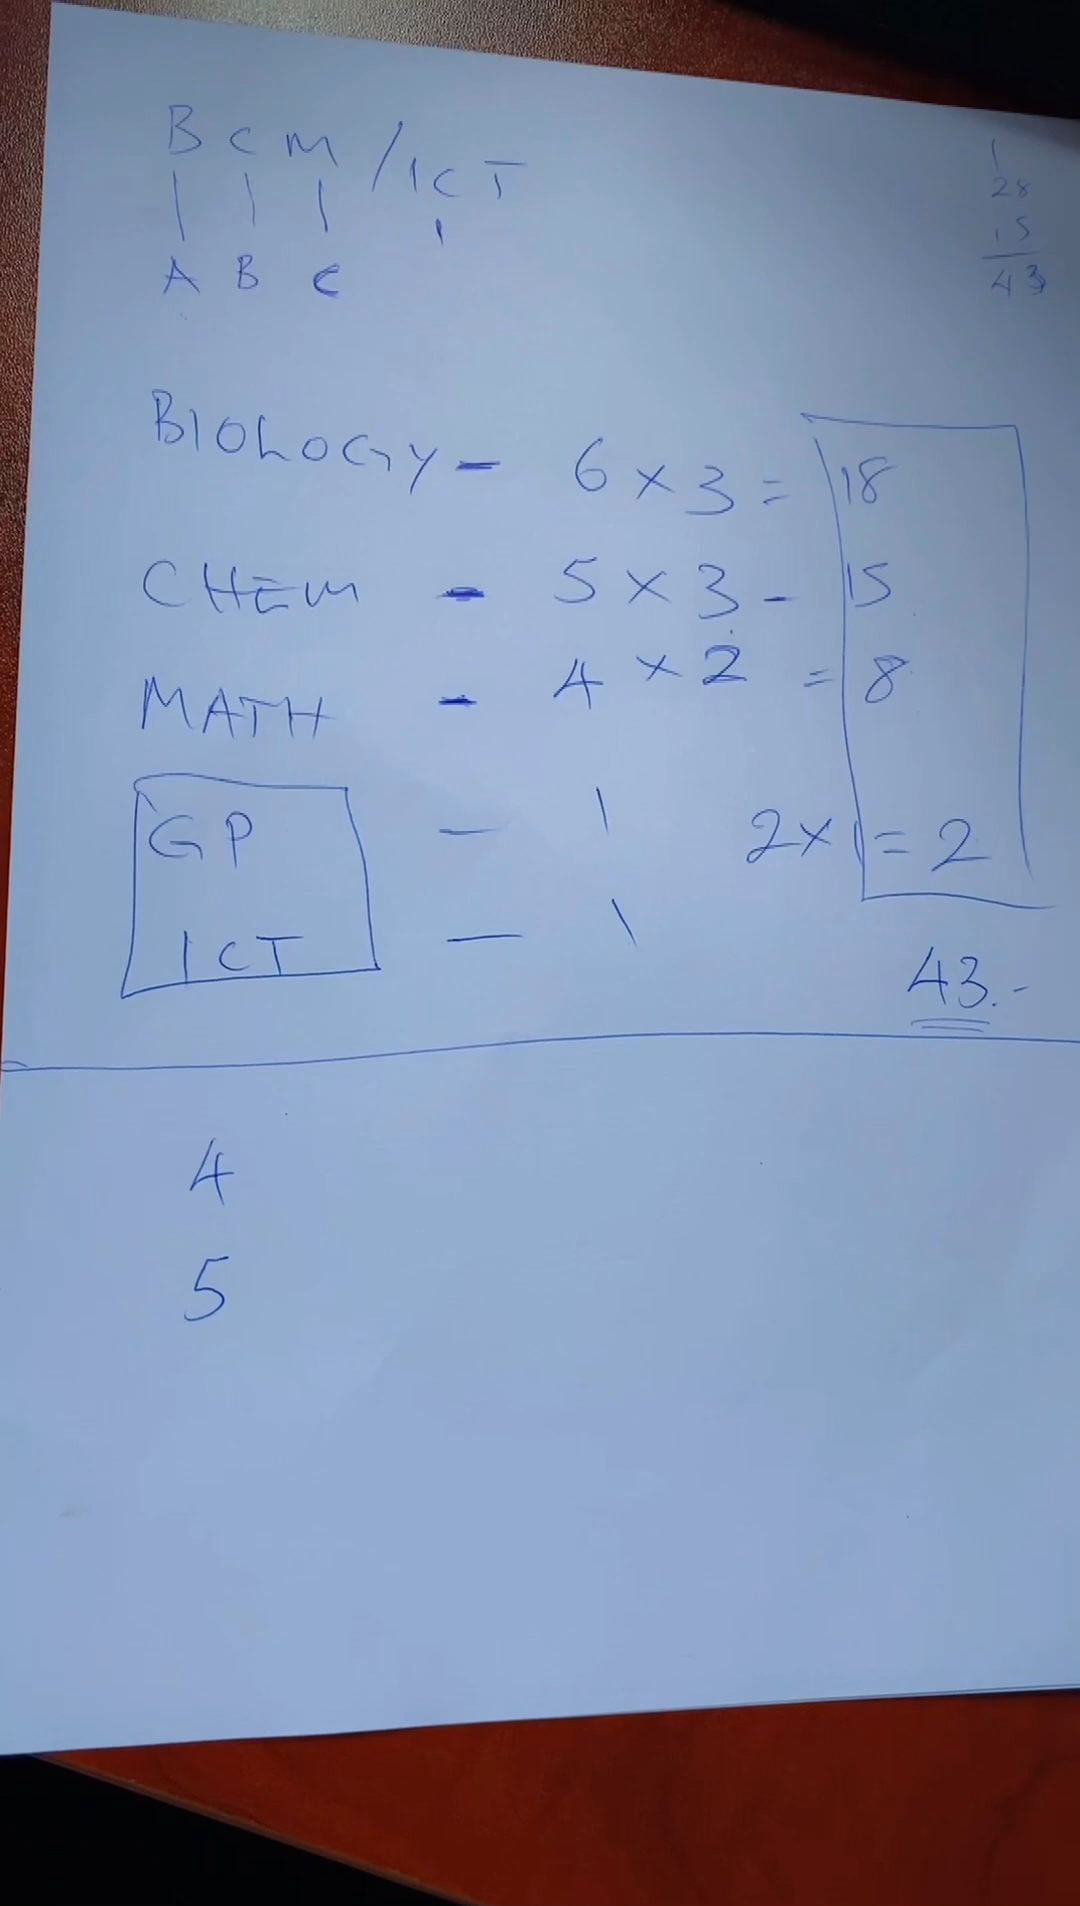 B C M / ICT
A B C
1
28
15
43
BIOLOGY - 6 x 3 = 18
CHEM - 5 x 3 - 15
MATH - 4 x 2 = 8
GP - 1 2 x 1 = 2
ICT - 1
43.-
4
5